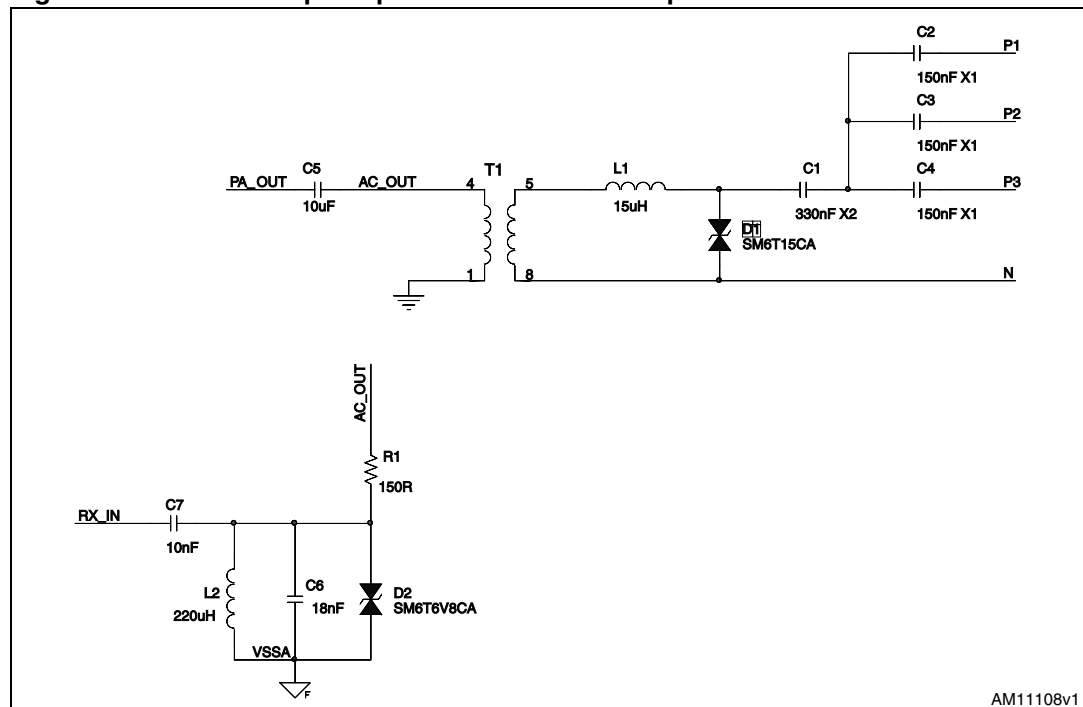 C2
P1
150nF X1
C3
P2
150nF X1
C5
T1
L1
C1
C4
PA_OUT
AC_OUT
4
5
P3
10uF
15uH
330nF X2
150nF X1
D1
SM6T15CA
1
8
N
AC_OUT
R1
150R
C7
RX_IN
10nF
L2
C6
D2
220uH
18nF
SM6T6V8CA
VSSA
F
AM11108v1